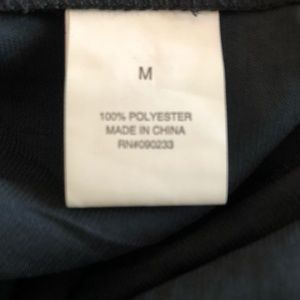 M
100% POLYESTER
MADE IN CHINA
RN#090233